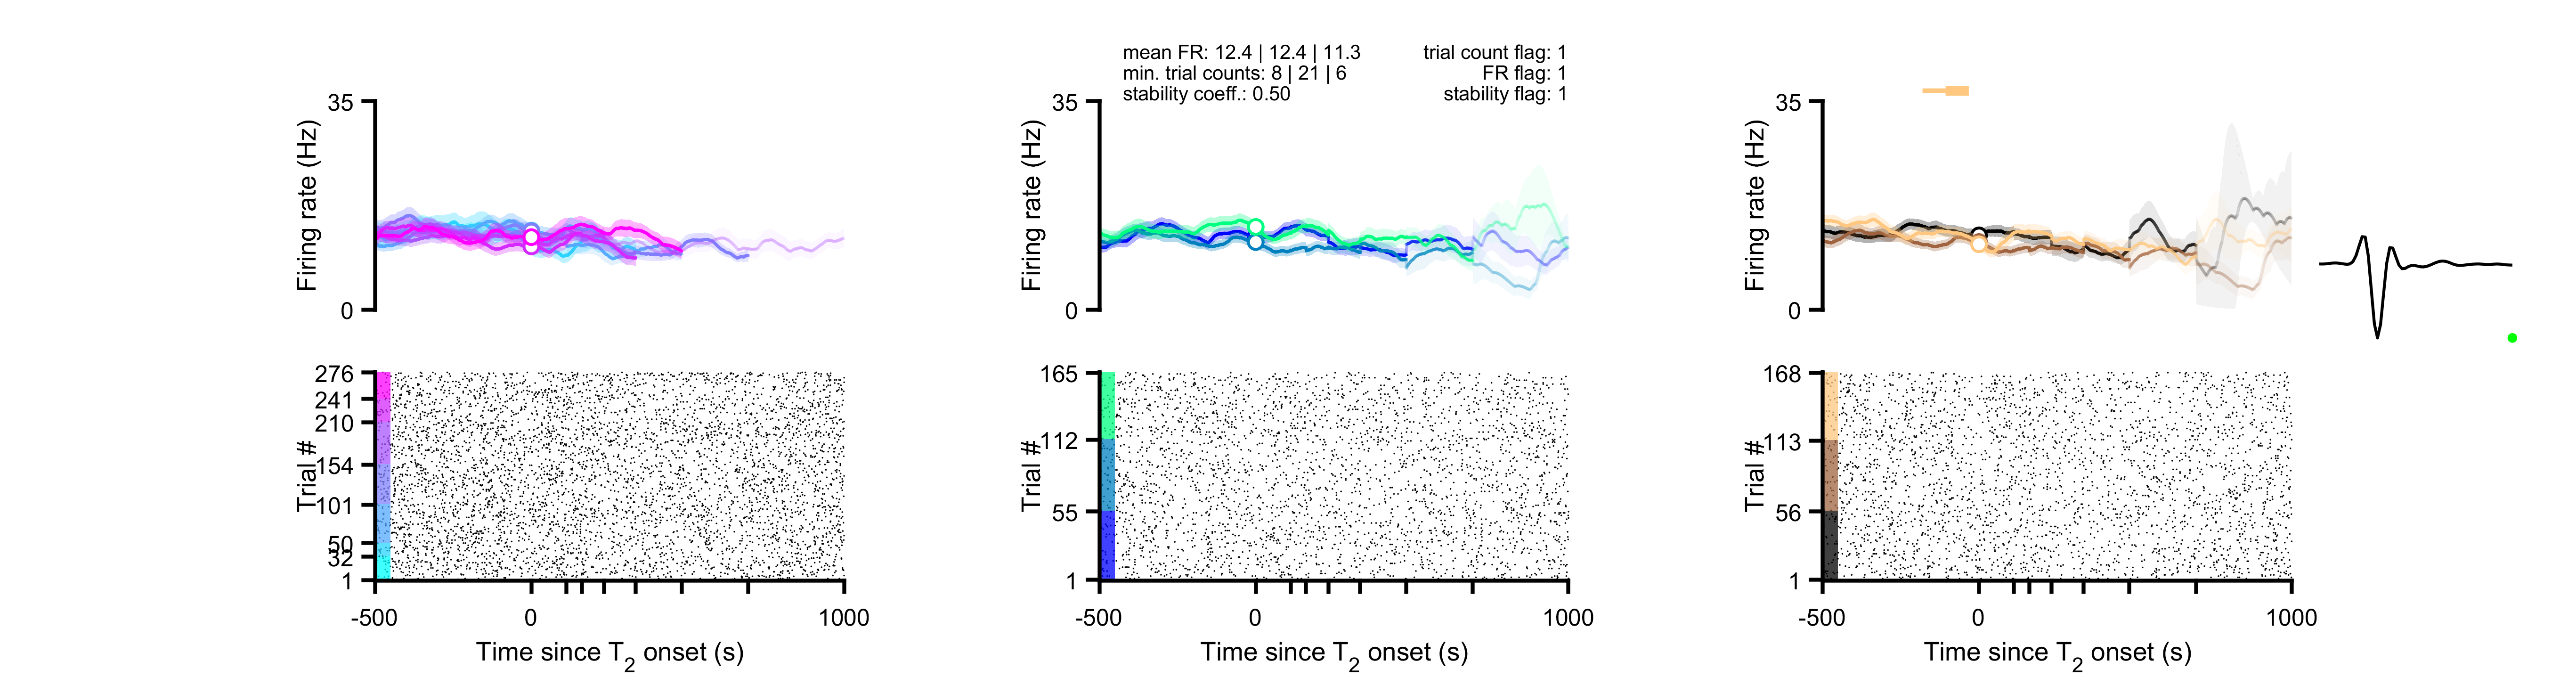 mean FR: 12.4 | 12.4 | 11.3
min. trial counts: 8 | 21 | 6
stability coeff.: 0.50
trial count flag: 1
FR flag: 1
stability flag: 1
35
Firing rate (Hz)
0
276
241
210
154
101
50
32
1
Trial #
-500
0
1000
Time since T2 onset (s)
35
Firing rate (Hz)
0
165
112
55
1
Trial #
-500
0
1000
Time since T2 onset (s)
35
Firing rate (Hz)
0
168
113
56
1
Trial #
-500
0
1000
Time since T2 onset (s)